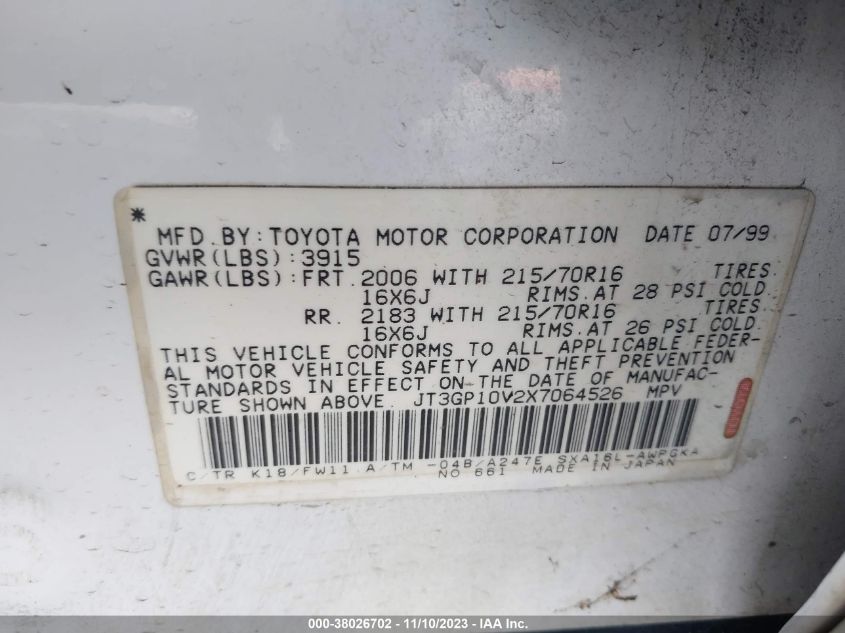 *
MFD.BY:TOYOTA MOTOR CORPORATION DATE 07/99
GVWR(LBS):3915
GAWR(LBS):FRT.2006 WITH 215/70R16 TIRES
16X6J RIMS.AT 28 PSI COLD.
RR. 2183 WITH 215/70R16 TIRES
16X6J RIMS.AT 26 PSI COLD.
THIS VEHICLE CONFORMS TO ALL APPLICABLE FEDER-
AL MOTOR VEHICLE SAFETY AND THEFT PREVENTION
STANDARDS IN EFFECT ON THE DATE OF MANUFAC-
TURE SHOWN ABOVE. JT3GP10V2X7064526 MPV
C/TR K18/FW11 A/TM -04B/A247E SXA16L-AWPGKA
NO 661 MADE IN JAPAN
000-38026702 - 11/10/2023 - IAA Inc.